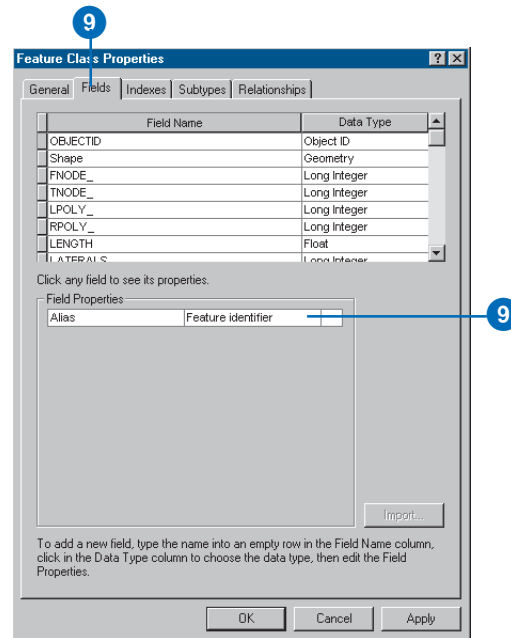 9
Feature Class Properties
General Fields Indexes Subtypes Relationships
Field Name Data Type
OBJECTID Object ID
Shape Geometry
FNODE_ Long Integer
TNODE_ Long Integer
LPOLY_ Long Integer
RPOLY_ Long Integer
LENGTH Float
LATERALS Long Integer
Click any field to see its properties.
Field Properties
Alias Feature identifier
9
Import...
To add a new field, type the name into an empty row in the Field Name column,
click in the Data Type column to choose the data type, then edit the Field
Properties.
OK Cancel Apply